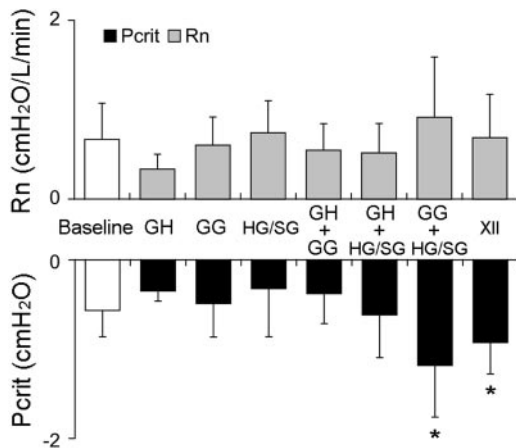 2
Pcrit Rn
Rn (cmH₂O/L/min)
0
Baseline GH GG HG/SG GH + GG GH + HG/SG GG + HG/SG XII
0
Pcrit (cmH₂O)
* *
-2